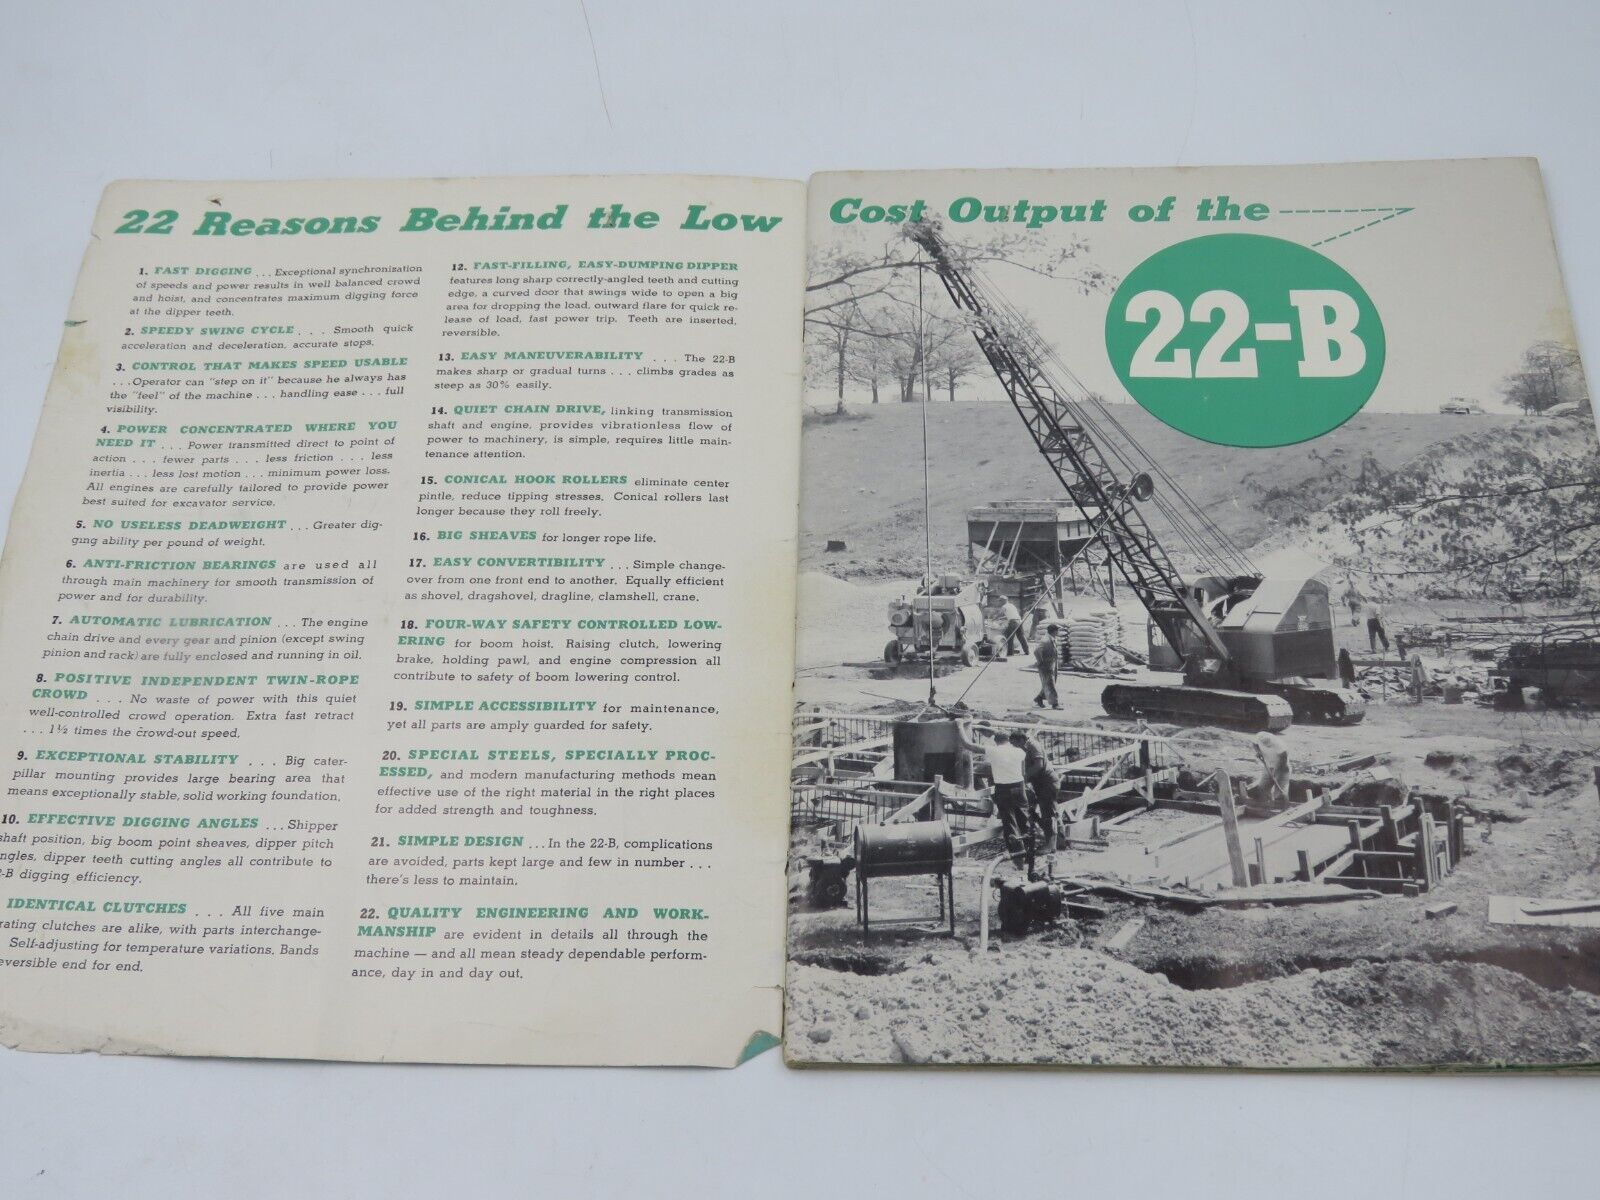 22 Reasons Behind the Low
1. FAST DIGGING ... Exceptional synchronization
of speeds and power results in well balanced crowd
and hoist, and concentrates maximum digging force
at the dipper teeth.
2. SPEEDY SWING CYCLE . . . Smooth quick
acceleration and deceleration, accurate stops.
3. CONTROL THAT MAKES SPEED USABLE
. . . Operator can "step on it" because he always has
the "feel" of the machine . . . handling ease . . . full
visibility.
4. POWER CONCENTRATED WHERE YOU
NEED IT . . . Power transmitted direct to point of
action . . . fewer parts . . . less friction . . . less
inertia . . . less lost motion . . . minimum power loss.
All engines are carefully tailored to provide power
best suited for excavator service.
5. NO USELESS DEADWEIGHT . . . Greater dig-
ging ability per pound of weight.
6. ANTI-FRICTION BEARINGS are used all
through main machinery for smooth transmission of
power and for durability.
7. AUTOMATIC LUBRICATION . . . The engine
chain drive and every gear and pinion (except swing
pinion and rack) are fully enclosed and running in oil.
8. POSITIVE INDEPENDENT TWIN-ROPE
CROWD . . . No waste of power with this quiet
well-controlled crowd operation. Extra fast retract
. . . 1½ times the crowd-out speed.
9. EXCEPTIONAL STABILITY . . . Big cater-
pillar mounting provides large bearing area that
means exceptionally stable, solid working foundation.
10. EFFECTIVE DIGGING ANGLES . . . Shipper
shaft position, big boom point sheaves, dipper pitch
ngles, dipper teeth cutting angles all contribute to
2-B digging efficiency.
IDENTICAL CLUTCHES . . . All five main
rating clutches are alike, with parts interchange-
Self-adjusting for temperature variations. Bands
eversible end for end.
12. FAST-FILLING, EASY-DUMPING DIPPER
features long sharp correctly-angled teeth and cutting
edge, a curved door that swings wide to open a big
area for dropping the load, outward flare for quick re-
lease of load, fast power trip. Teeth are inserted,
reversible.
13. EASY MANEUVERABILITY . . . The 22-B
makes sharp or gradual turns . . . climbs grades as
steep as 30% easily.
14. QUIET CHAIN DRIVE, linking transmission
shaft and engine, provides vibrationless flow of
power to machinery, is simple, requires little main-
tenance attention.
15. CONICAL HOOK ROLLERS eliminate center
pintle, reduce tipping stresses. Conical rollers last
longer because they roll freely.
16. BIG SHEAVES for longer rope life.
17. EASY CONVERTIBILITY . . . Simple change-
over from one front end to another. Equally efficient
as shovel, dragshovel, dragline, clamshell, crane.
18. FOUR-WAY SAFETY CONTROLLED LOW-
ERING for boom hoist. Raising clutch, lowering
brake, holding pawl, and engine compression all
contribute to safety of boom lowering control.
19. SIMPLE ACCESSIBILITY for maintenance,
yet all parts are amply guarded for safety.
20. SPECIAL STEELS, SPECIALLY PROC-
ESSED, and modern manufacturing methods mean
effective use of the right material in the right places
for added strength and toughness.
21. SIMPLE DESIGN . . . In the 22-B, complications
are avoided, parts kept large and few in number . . .
there's less to maintain.
22. QUALITY ENGINEERING AND WORK-
MANSHIP are evident in details all through the
machine — and all mean steady dependable perform-
ance, day in and day out.
Cost Output of the
22-B